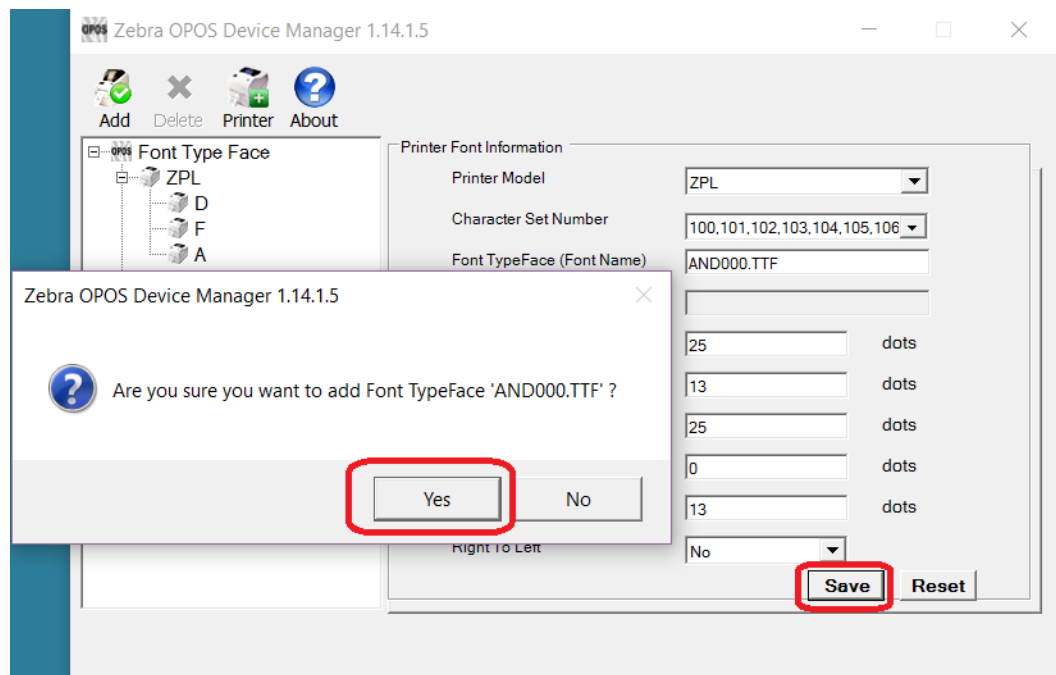 Zebra OPOS Device Manager 1.14.1.5
Add Delete Printer About
OPOS Font Type Face
ZPL
D
F
A
Printer Font Information
Printer Model ZPL
Character Set Number 100,101,102,103,104,105,106
Font TypeFace (Font Name) AND000.TTF
25 dots
13 dots
25 dots
0 dots
13 dots
Right To Left No
Save Reset
Zebra OPOS Device Manager 1.14.1.5
Are you sure you want to add Font TypeFace 'AND000.TTF' ?
Yes No